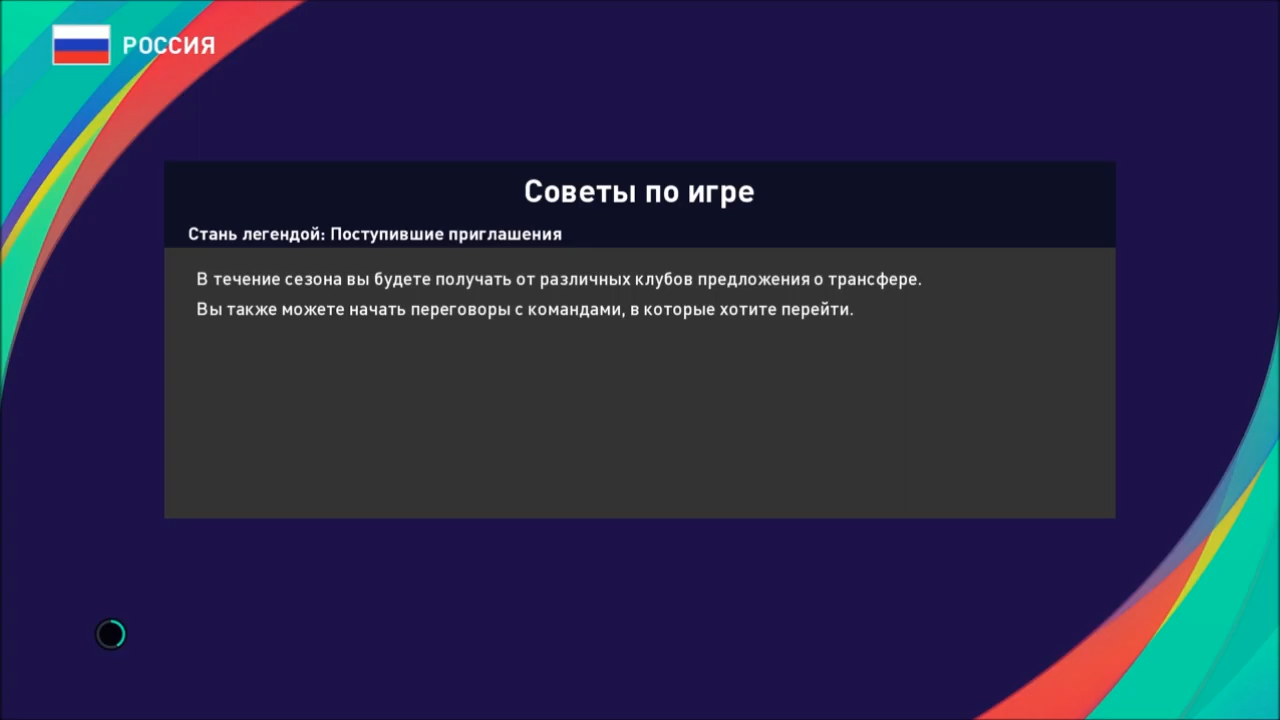 РОССИЯ
Советы по игре
Стань легендой: Поступившие приглашения
В течение сезона вы будете получать от различных клубов предложения о трансфере.
Вы также можете начать переговоры с командами, в которые хотите перейти.